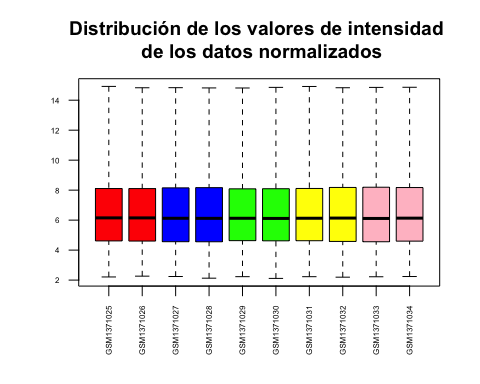 Distribución de los valores de intensidad
de los datos normalizados
14
12
10
8
6
4
2
GSM1371025
GSM1371026
GSM1371027
GSM1371028
GSM1371029
GSM1371030
GSM1371031
GSM1371032
GSM1371033
GSM1371034